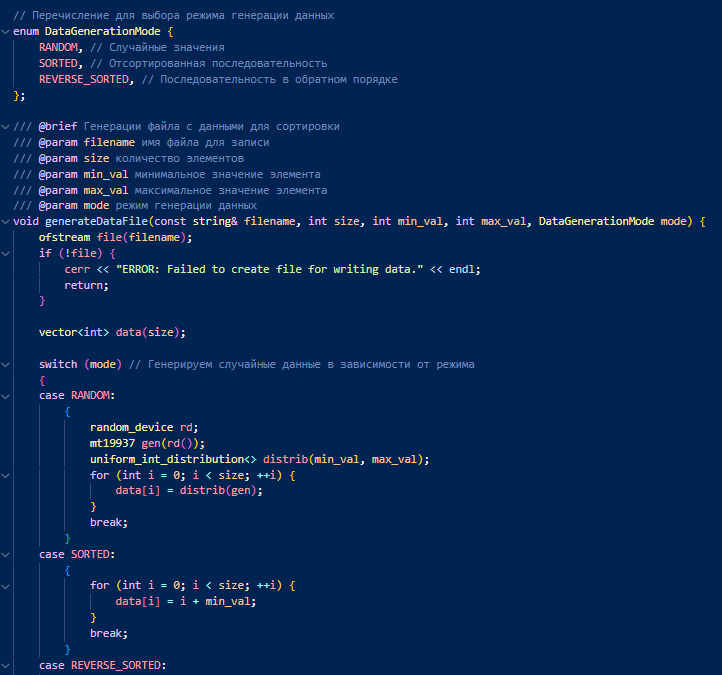 // Перечисление для выбора режима генерации данных
enum DataGenerationMode {
    RANDOM, // Случайные значения
    SORTED, // Отсортированная последовательность
    REVERSE_SORTED, // Последовательность в обратном порядке
};

/// @brief Генерации файла с данными для сортировки
/// @param filename имя файла для записи
/// @param size количество элементов
/// @param min_val минимальное значение элемента
/// @param max_val максимальное значение элемента
/// @param mode режим генерации данных
void generateDataFile(const string& filename, int size, int min_val, int max_val, DataGenerationMode mode) {
    ofstream file(filename);
    if (!file) {
        cerr << "ERROR: Failed to create file for writing data." << endl;
        return;
    }

    vector<int> data(size);

    switch (mode) // Генерируем случайные данные в зависимости от режима
    {
    case RANDOM:
        {
            random_device rd;
            mt19937 gen(rd());
            uniform_int_distribution<> distrib(min_val, max_val);
            for (int i = 0; i < size; ++i) {
                data[i] = distrib(gen);
            }
            break;
        }
    case SORTED:
        {
            for (int i = 0; i < size; ++i) {
                data[i] = i + min_val;
            }
            break;
        }
    case REVERSE_SORTED: